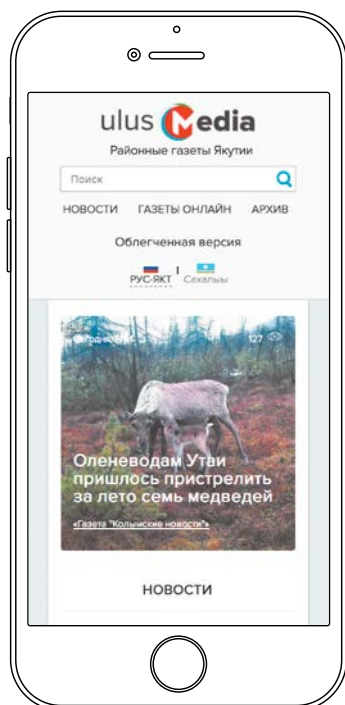 ulus Media
Районные газеты Якутии
Поиск
НОВОСТИ ГАЗЕТЫ ОНЛАЙН АРХИВ
Облегченная версия
РУС-ЯКТ | Сахалыы
127
Оленеводам Утаи
пришлось пристрелить
за лето семь медведей
«Газета "Колымские новости"»
НОВОСТИ